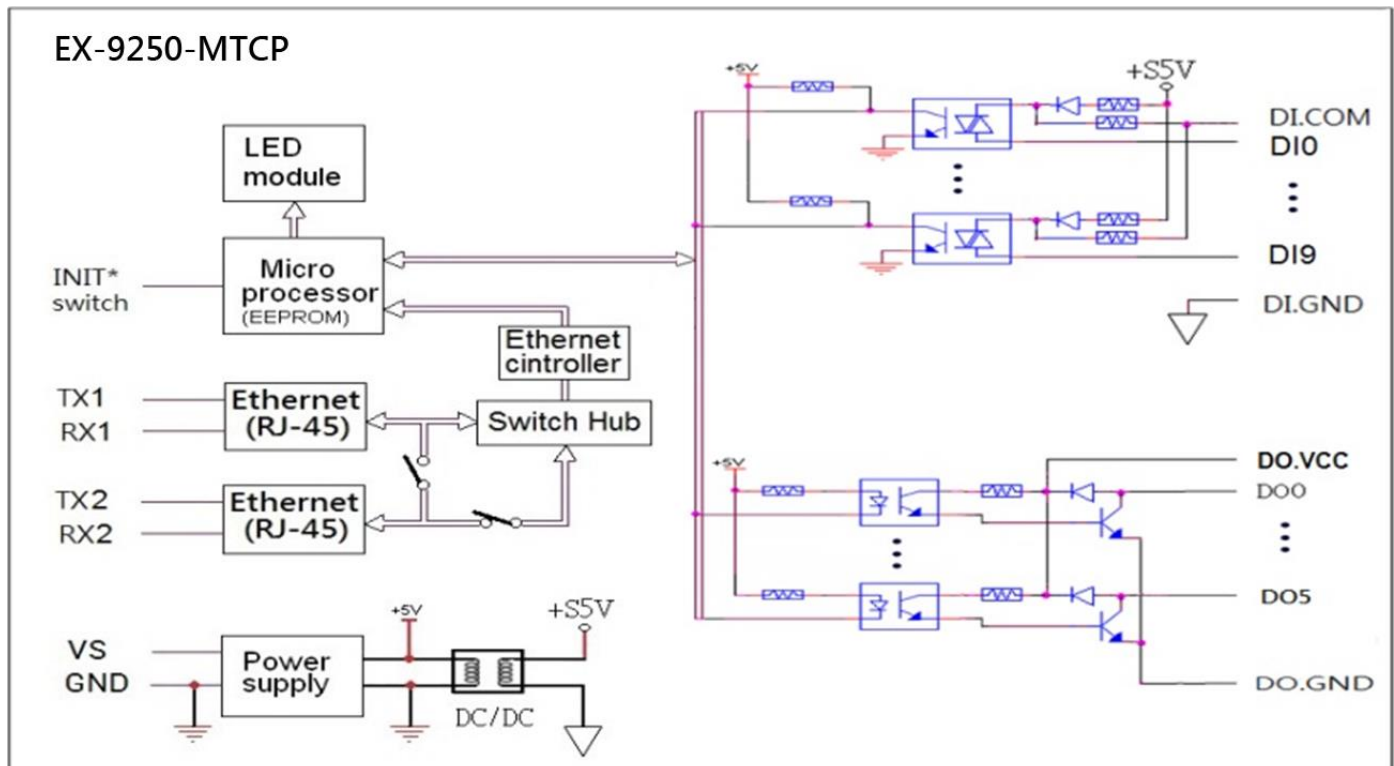 EX-9250-MTCP
LED
module
INIT*
switch
Micro
processor
(EEPROM)
Ethernet
cintroller
TX1
RX1
Ethernet
(RJ-45)
Switch Hub
TX2
RX2
Ethernet
(RJ-45)
VS
GND
Power
supply
+5V
+S5V
DC/DC
+5V
+S5V
DI.COM
DI0
DI9
DI.GND
+5V
DO.VCC
DO0
DO5
DO.GND